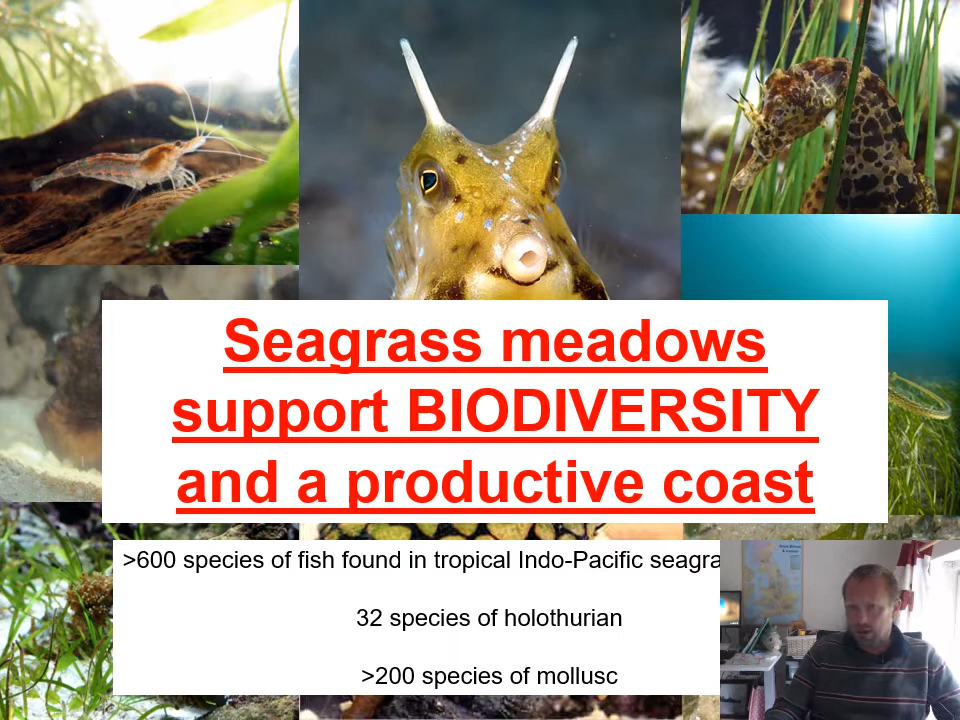 Seagrass meadows
support BIODIVERSITY
and a productive coast
>600 species of fish found in tropical Indo-Pacific seagra
32 species of holothurian
>200 species of mollusc